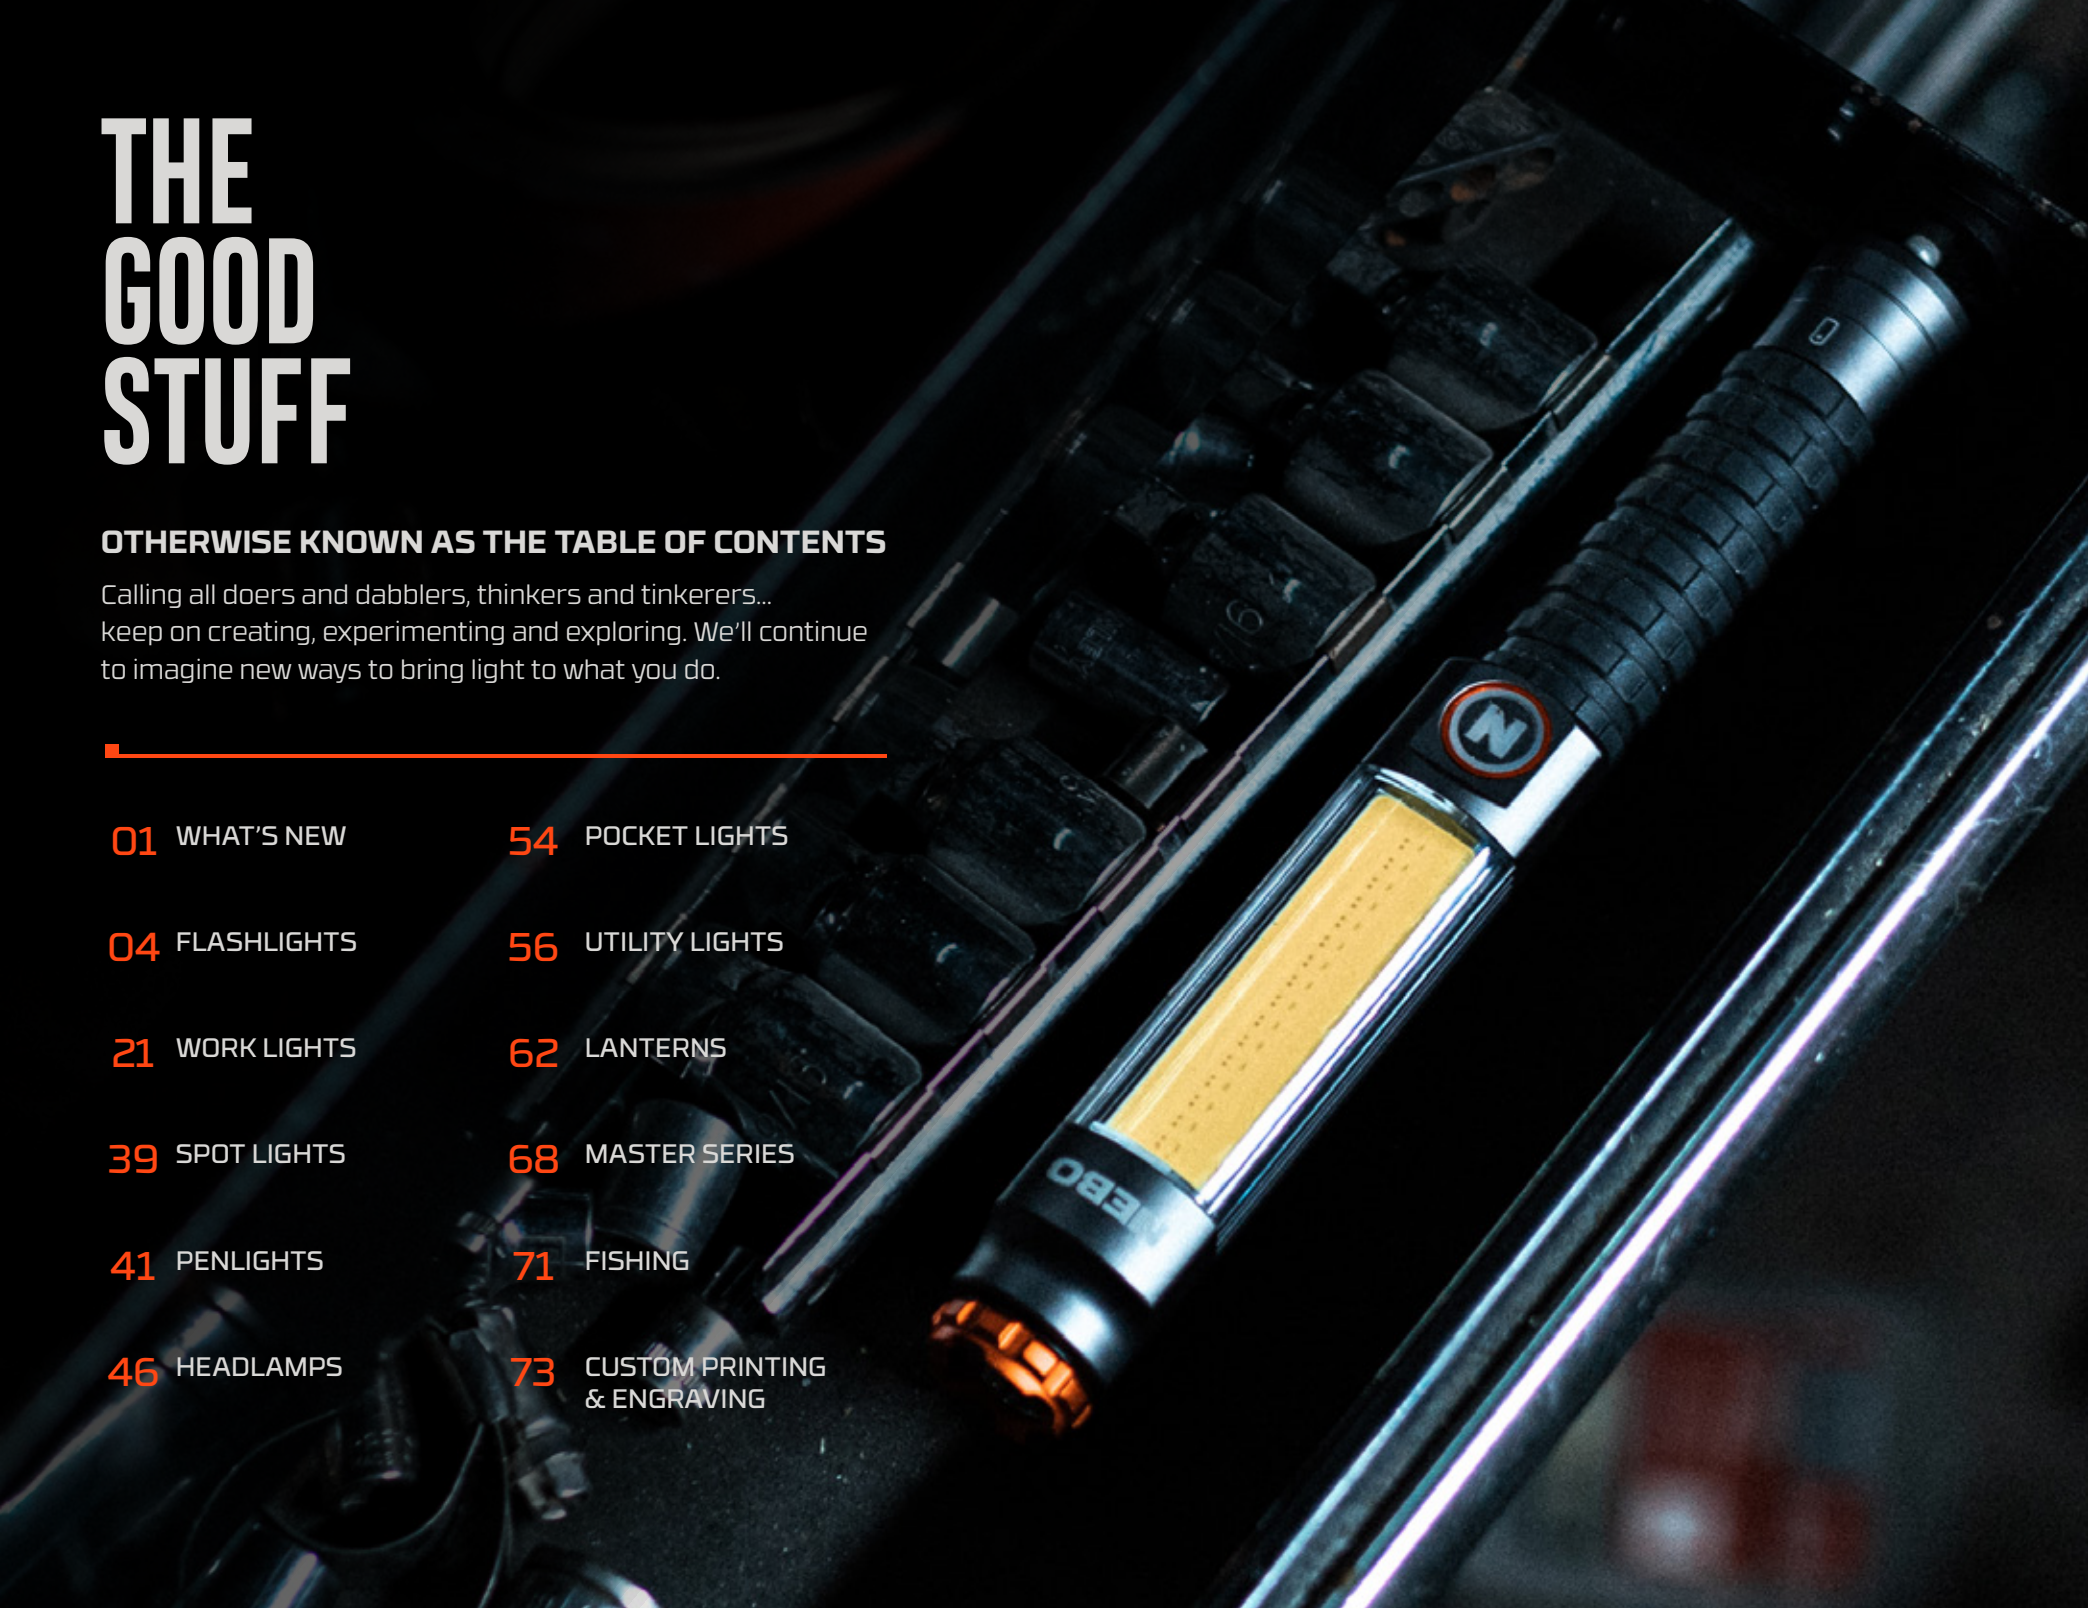 THE
GOOD
STUFF
OTHERWISE KNOWN AS THE TABLE OF CONTENTS
Calling all doers and dabblers, thinkers and tinkerers...
keep on creating, experimenting and exploring. We'll continue
to imagine new ways to bring light to what you do.
01 WHAT'S NEW
04 FLASHLIGHTS
21 WORK LIGHTS
39 SPOT LIGHTS
41 PENLIGHTS
46 HEADLAMPS
54 POCKET LIGHTS
56 UTILITY LIGHTS
62 LANTERNS
68 MASTER SERIES
71 FISHING
73 CUSTOM PRINTING
& ENGRAVING
N
NEBO